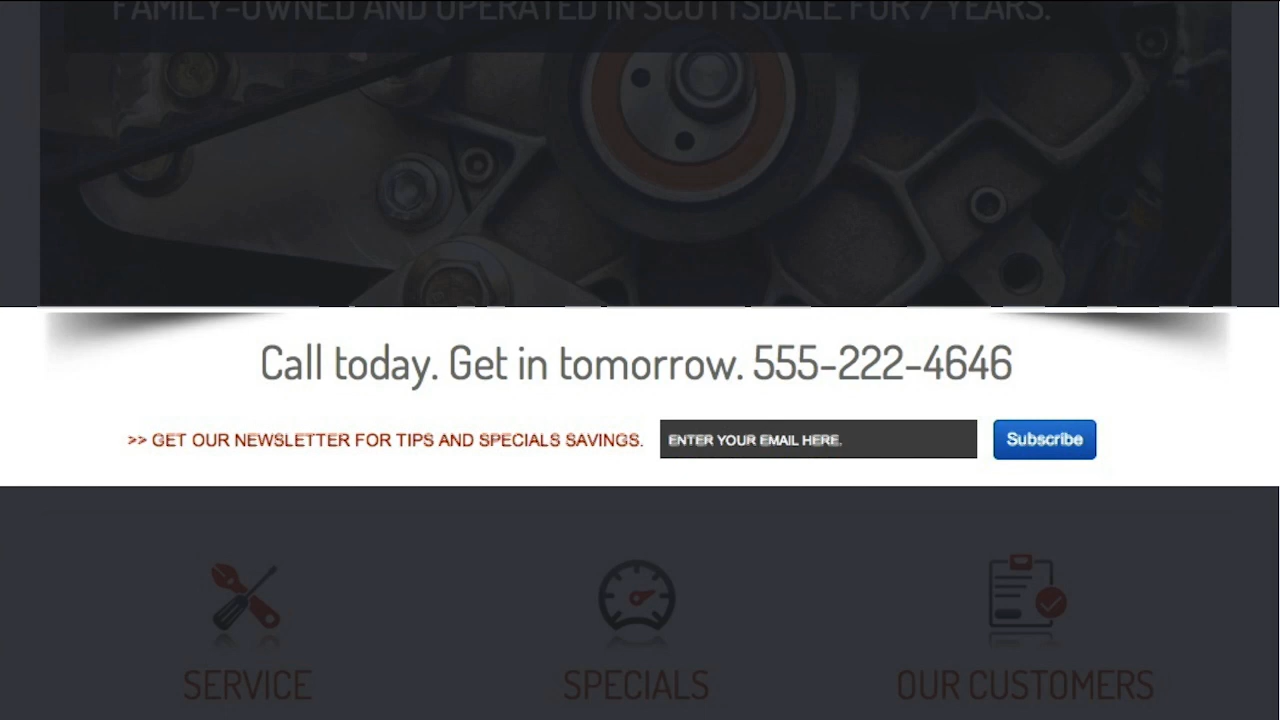 FAMILY-OWNED AND OPERATED IN SCOTTSDALE FOR 7 YEARS.
Call today. Get in tomorrow. 555-222-4646
>> GET OUR NEWSLETTER FOR TIPS AND SPECIALS SAVINGS.
ENTER YOUR EMAIL HERE.
Subscribe
SERVICE
SPECIALS
OUR CUSTOMERS